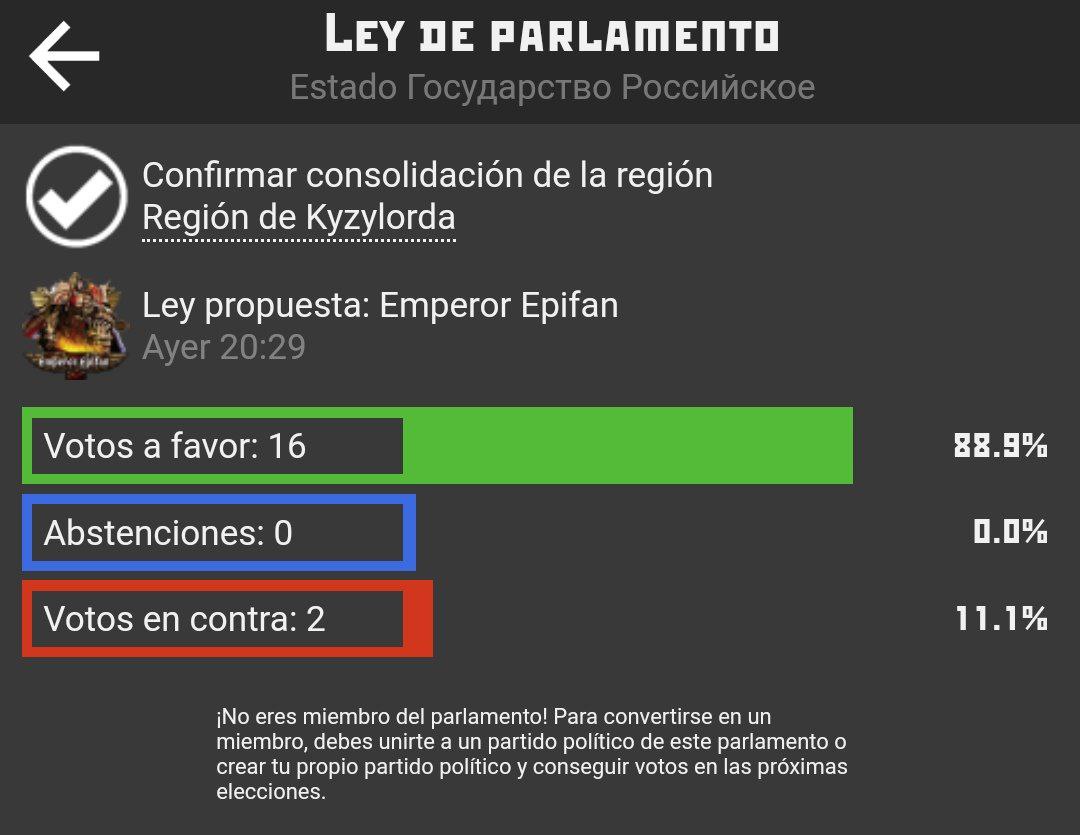 LEY DE PARLAMENTO
Estado Государство Российское
Confirmar consolidación de la región
Región de Kyzylorda
Ley propuesta: Emperor Epifan
Emperor Epifan
Ayer 20:29
Votos a favor: 16 88.9%
Abstenciones: 0 0.0%
Votos en contra: 2 11.1%
¡No eres miembro del parlamento! Para convertirse en un
miembro, debes unirte a un partido político de este parlamento o
crear tu propio partido político y conseguir votos en las próximas
elecciones.